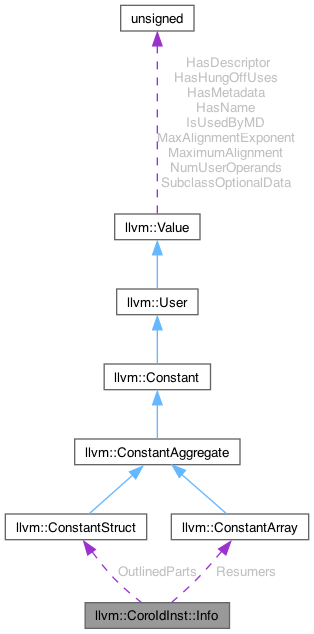 unsigned
HasDescriptor
HasHungOffUses
HasMetadata
HasName
IsUsedByMD
MaxAlignmentExponent
MaximumAlignment
NumUserOperands
SubclassOptionalData
llvm::Value
llvm::User
llvm::Constant
llvm::ConstantAggregate
llvm::ConstantStruct
llvm::ConstantArray
OutlinedParts
Resumers
llvm::CoroIdInst::Info